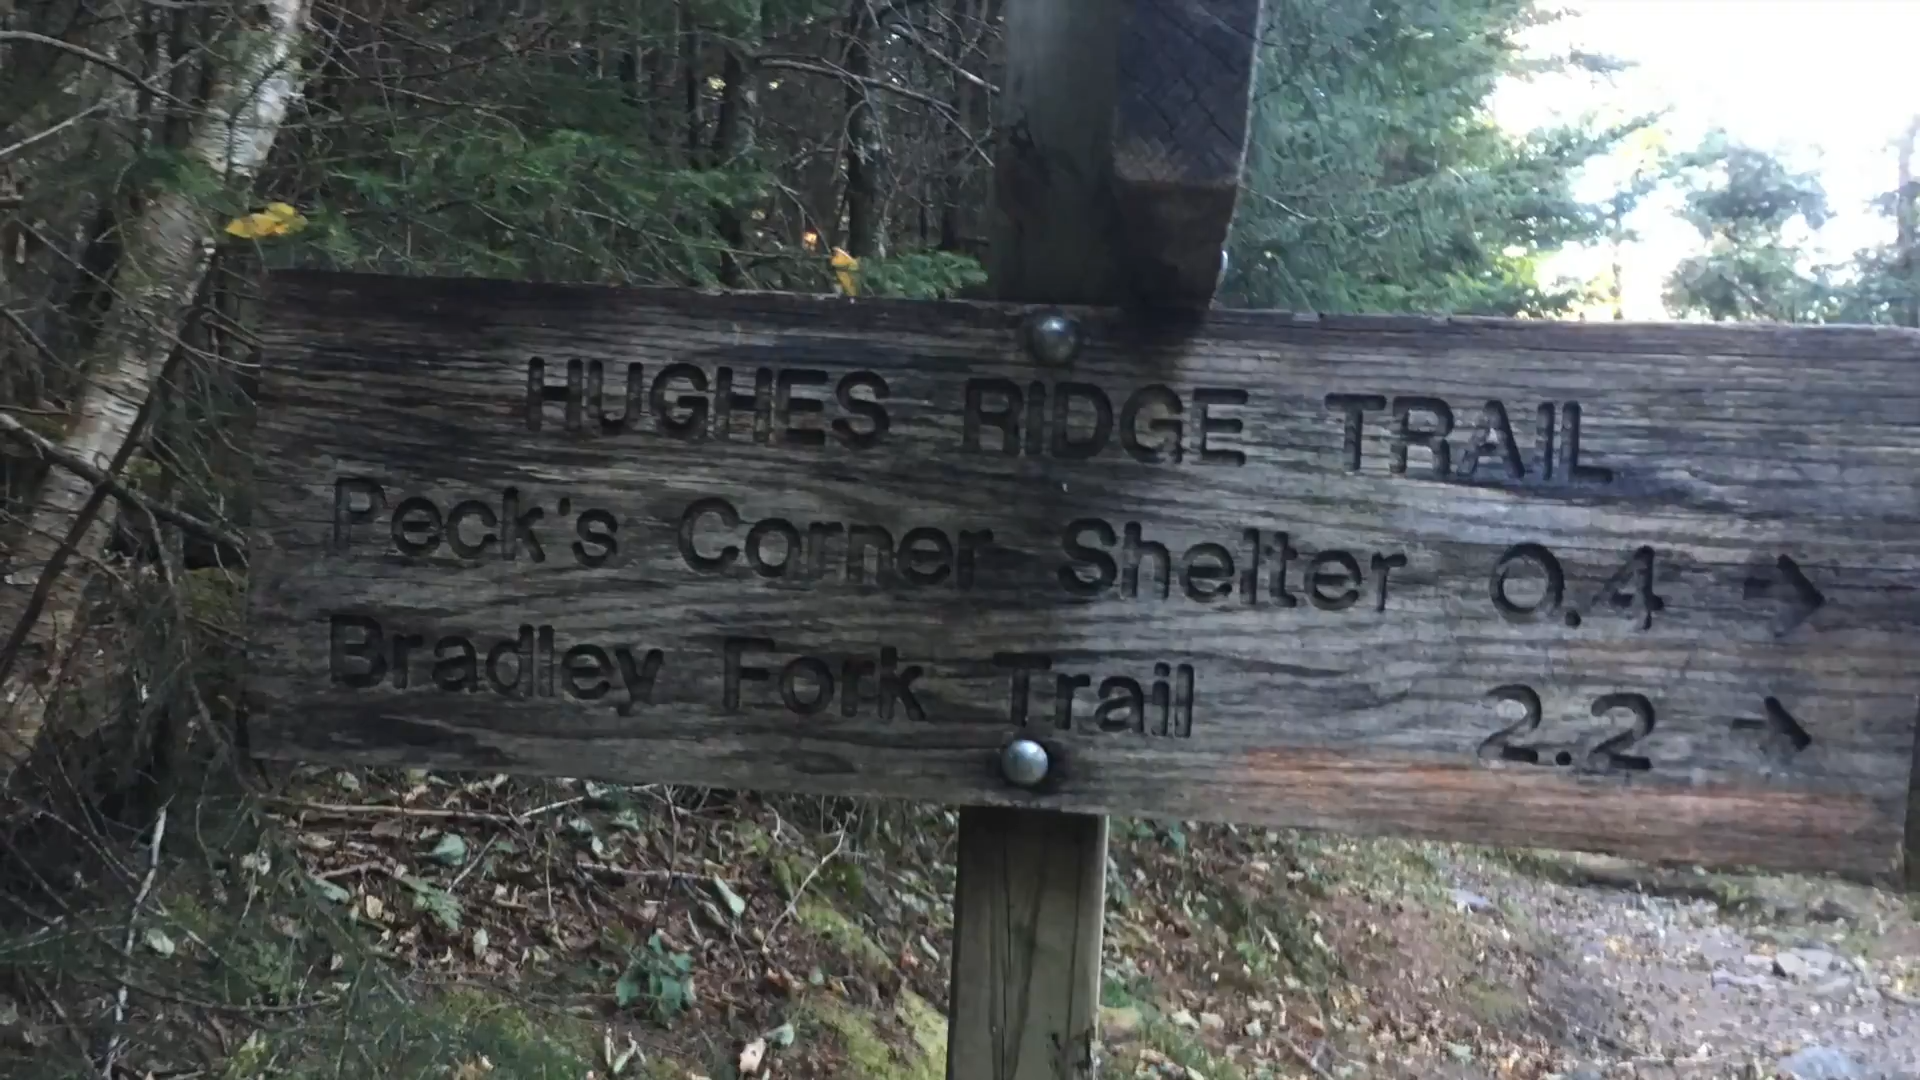 HUGHES RIDGE TRAIL
Peck's Corner Shelter 0.4 →
Bradley Fork Trail 2.2 →